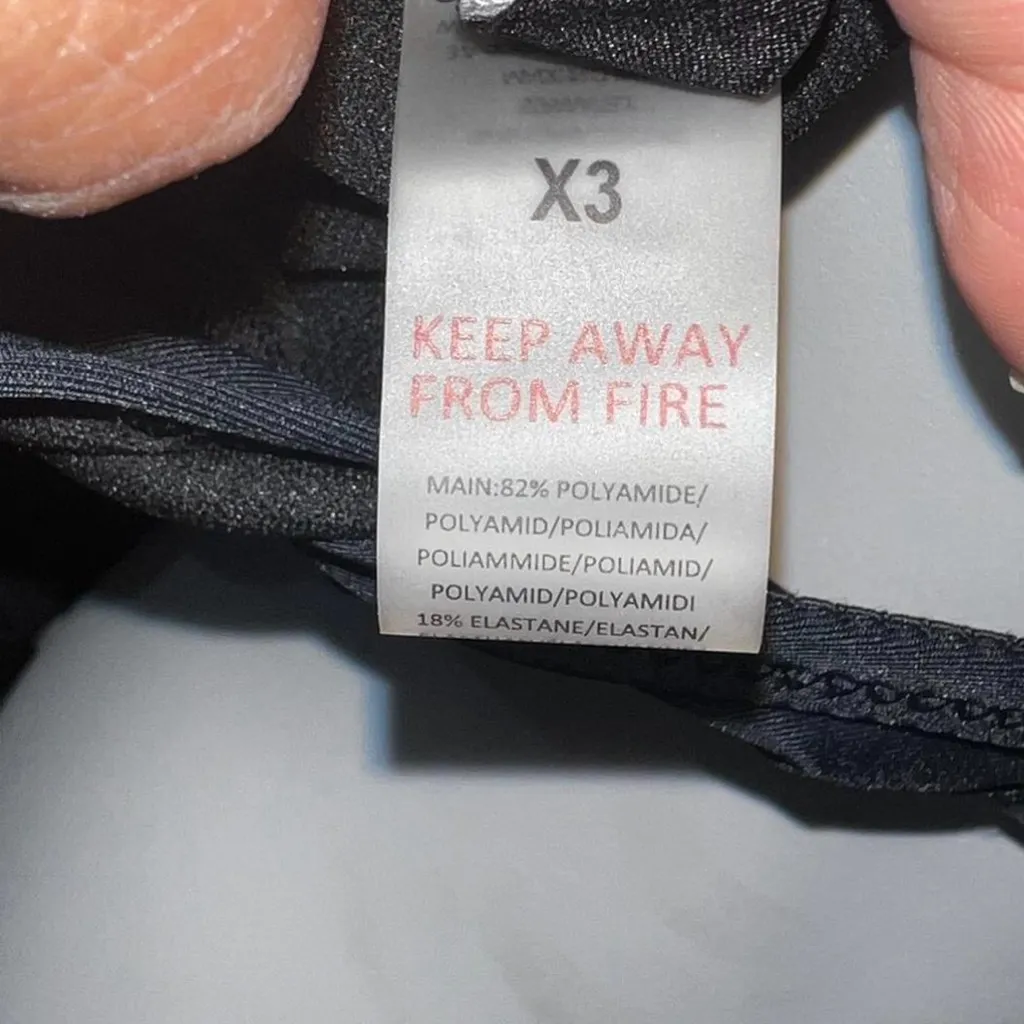 X3
KEEP AWAY
FROM FIRE
MAIN:82% POLYAMIDE/
POLYAMID/POLIAMIDA/
POLIAMMIDE/POLIAMID/
POLYAMID/POLYAMIDI
18% ELASTANE/ELASTAN/